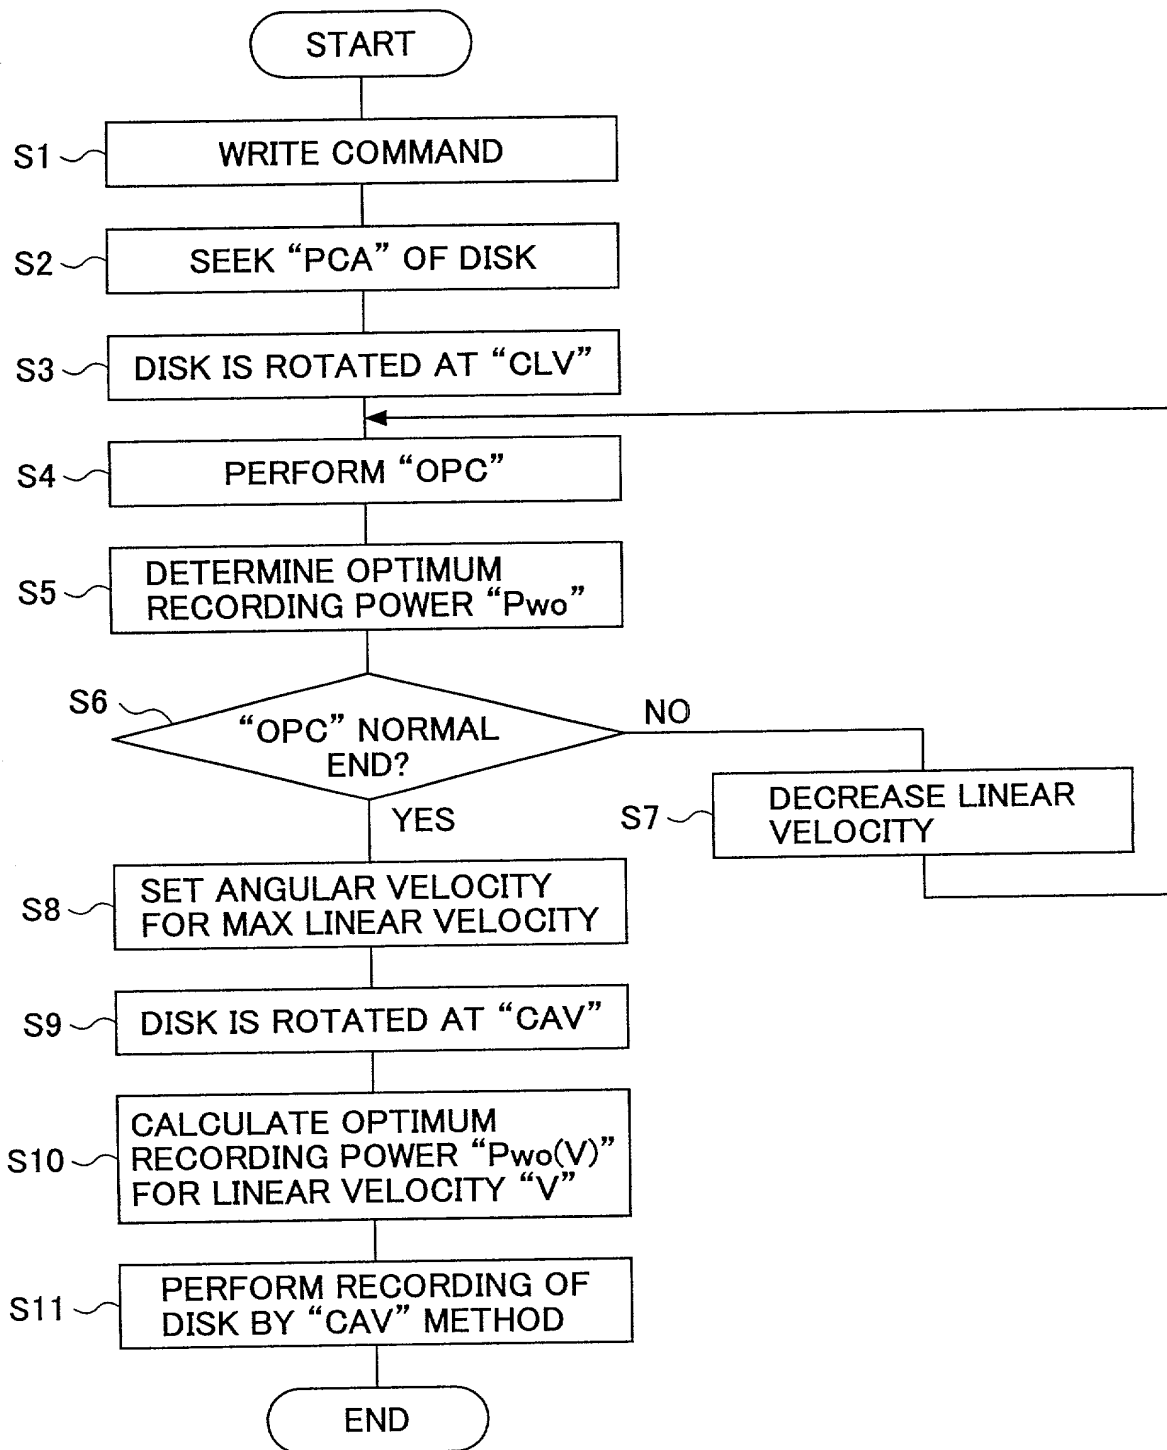 START
S1
WRITE COMMAND
S2
SEEK “PCA” OF DISK
S3
DISK IS ROTATED AT “CLV”
S4
PERFORM “OPC”
S5
DETERMINE OPTIMUM
RECORDING POWER “Pwo”
S6
“OPC” NORMAL
END?
NO
YES
S7
DECREASE LINEAR
VELOCITY
S8
SET ANGULAR VELOCITY
FOR MAX LINEAR VELOCITY
S9
DISK IS ROTATED AT “CAV”
S10
CALCULATE OPTIMUM
RECORDING POWER “Pwo(V)”
FOR LINEAR VELOCITY “V”
S11
PERFORM RECORDING OF
DISK BY “CAV” METHOD
END